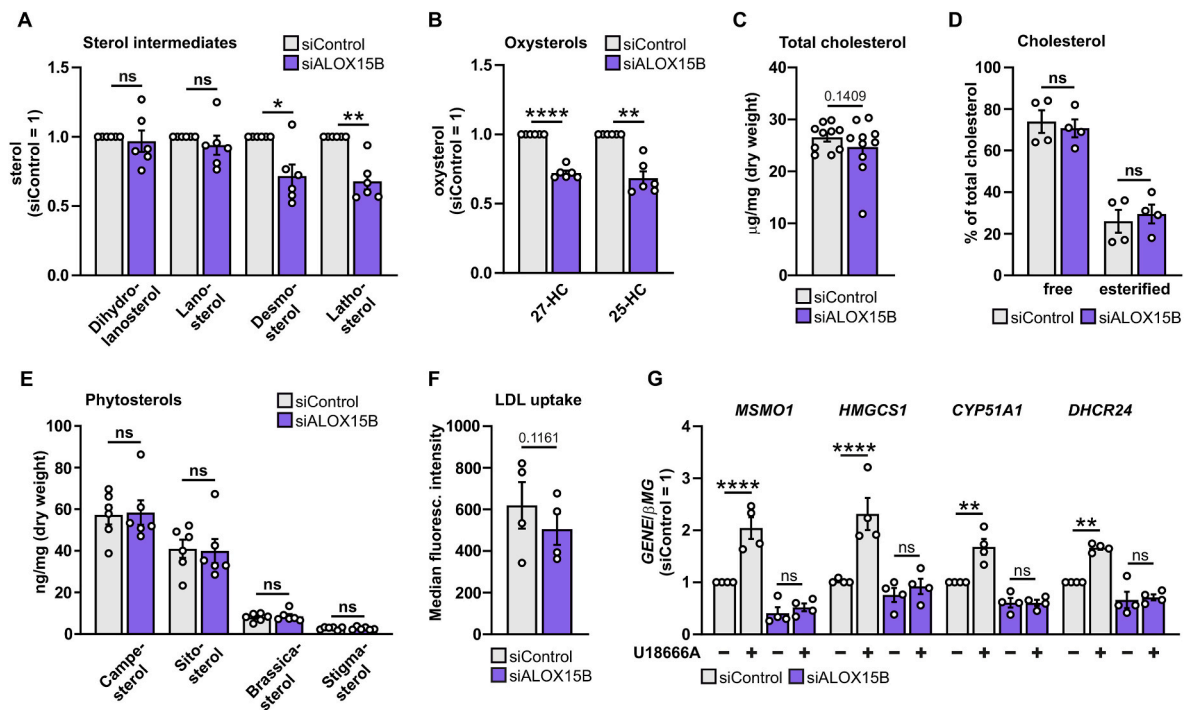 A
Sterol intermediates
siControl
siALOX15B
sterol
(siControl = 1)
1.5
1.0
0.5
0.0
ns
ns
*
**
Dihydro-
lanosterol
Lano-
sterol
Desmo-
sterol
Latho-
sterol
B
Oxysterols
siControl
siALOX15B
oxysterol
(siControl = 1)
1.5
1.0
0.5
0.0
****
**
27-HC
25-HC
C
Total cholesterol
µg/mg (dry weight)
40
30
20
10
0
0.1409
siControl
siALOX15B
D
Cholesterol
% of total cholesterol
100
80
60
40
20
0
ns
ns
free
esterified
siControl
siALOX15B
E
Phytosterols
siControl
siALOX15B
ng/mg (dry weight)
100
80
60
40
20
0
ns
ns
ns
ns
Campe-
sterol
Sito-
sterol
Brassica-
sterol
Stigma-
sterol
F
LDL uptake
Median fluoresc. intensity
1000
800
600
400
200
0
0.1161
siControl
siALOX15B
G
MSMO1
HMGCS1
CYP51A1
DHCR24
GENE/βMG
(siControl = 1)
4
3
2
1
0
****
ns
****
ns
**
ns
**
ns
U18666A
− + − + − + − + − + − + − + − +
siControl
siALOX15B